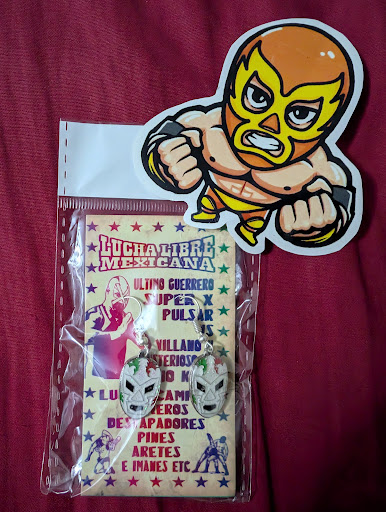 LUCHA LIBRE
MEXICANA
ULTIMO GUERRERO
SUPER X
PULSAR
VILLANO
DESTAPADORES
PINES
ARETES
E IMANES ETC